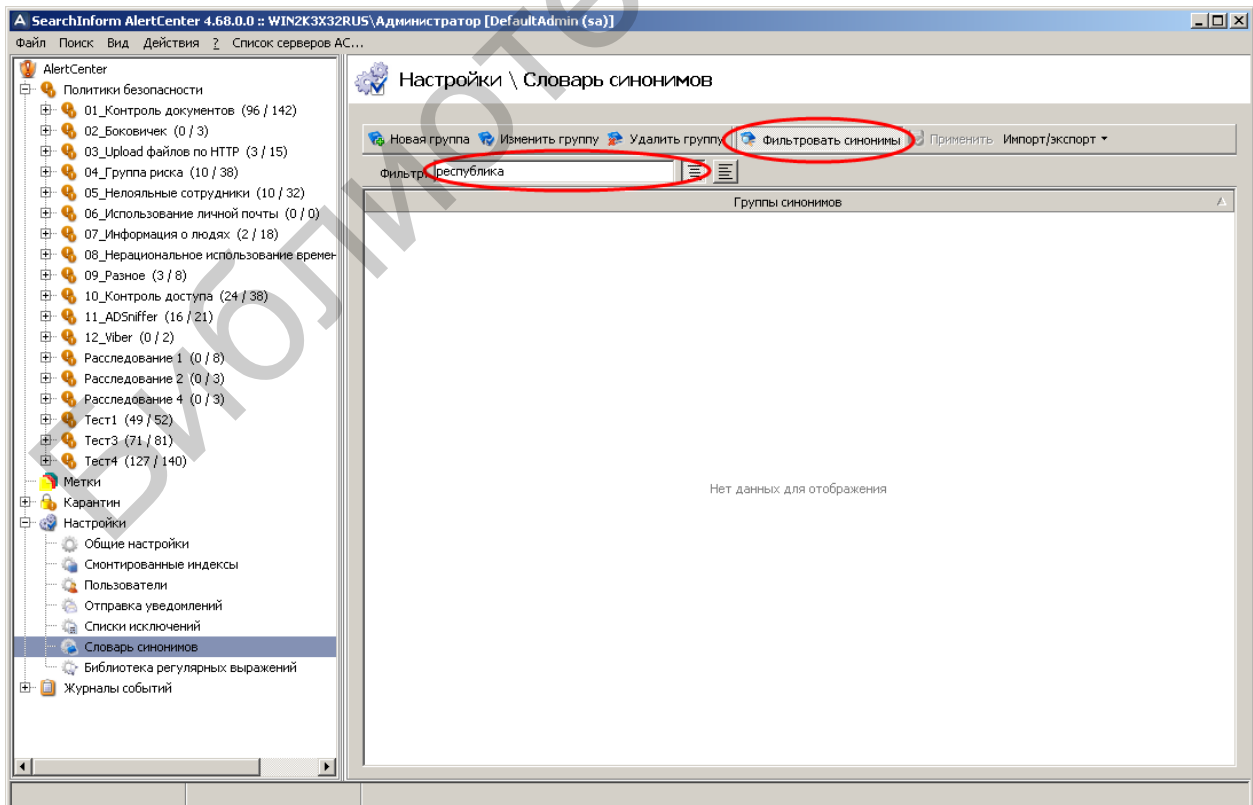 SearchInform AlertCenter 4.68.0.0 :: WIN2K3X32RUS\Администратор [DefaultAdmin (sa)]
Файл Поиск Вид Действия ? Список серверов АС...
AlertCenter
Политики безопасности
01_Контроль документов (96 / 142)
02_Боковичек (0 / 3)
03_Upload файлов по HTTP (3 / 15)
04_Группа риска (10 / 38)
05_Нелояльные сотрудники (10 / 32)
06_Использование личной почты (0 / 0)
07_Информация о людях (2 / 18)
08_Нерациональное использование времен
09_Разное (3 / 8)
10_Контроль доступа (24 / 38)
11_ADSniffer (16 / 21)
12_Viber (0 / 2)
Расследование 1 (0 / 8)
Расследование 2 (0 / 3)
Расследование 4 (0 / 3)
Тест1 (49 / 52)
Тест3 (71 / 81)
Тест4 (127 / 140)
Метки
Карантин
Настройки
Общие настройки
Смонтированные индексы
Пользователи
Отправка уведомлений
Списки исключений
Словарь синонимов
Библиотека регулярных выражений
Журналы событий
Настройки \ Словарь синонимов
Новая группа Изменить группу Удалить группу Фильтровать синонимы Применить Импорт/экспорт
Фильтр: республика
Группы синонимов
Нет данных для отображения
Библиоте